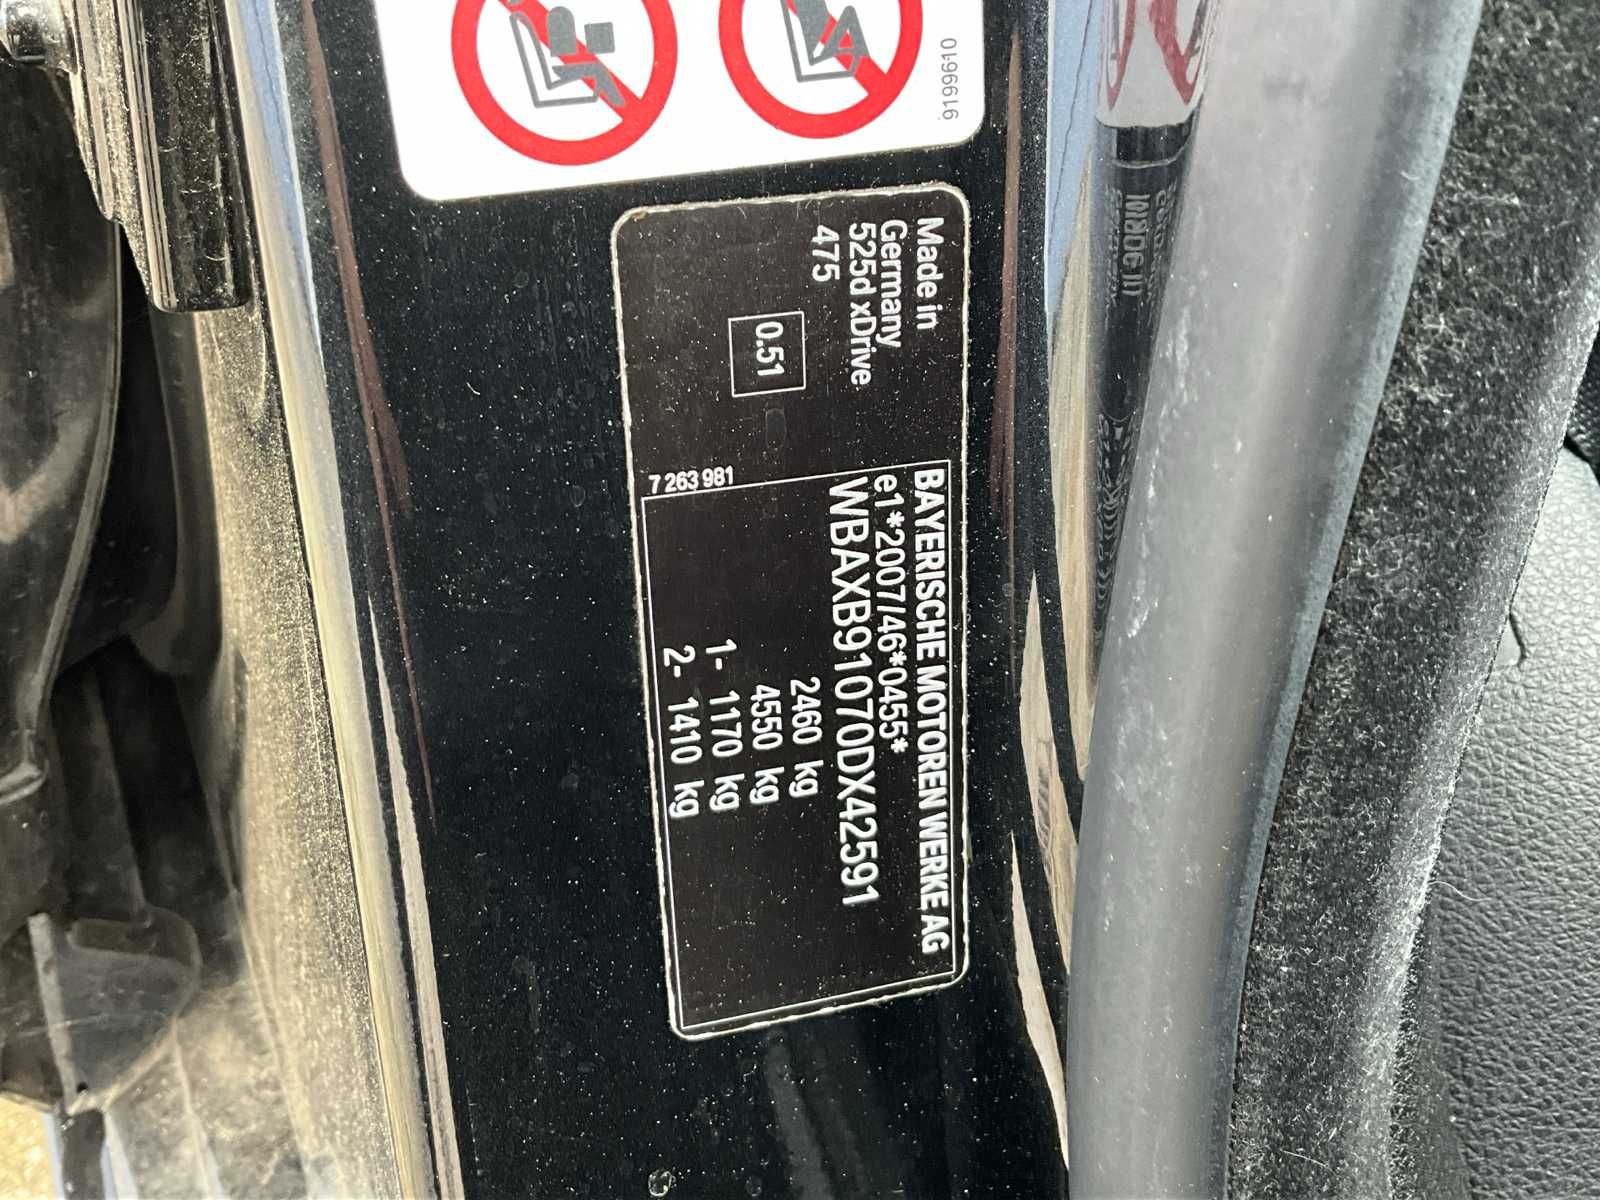 9199610
Made in
Germany
525d xDrive
475
0.51
7 263 981
BAYERISCHE MOTOREN WERKE AG
e1*2007/46*0455*
WBAXB91070DX42591
2460 kg
4550 kg
1- 1170 kg
2- 1410 kg